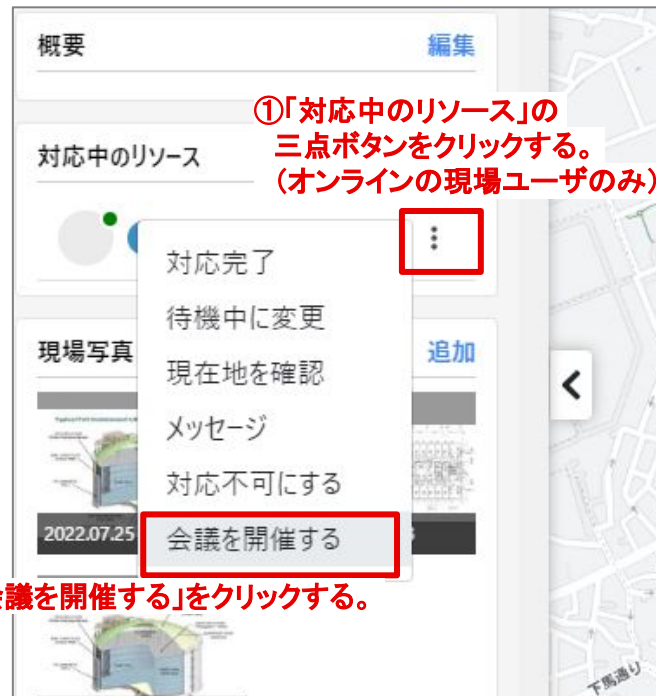 概要
編集
①「対応中のリソース」の
三点ボタンをクリックする。
(オンラインの現場ユーザのみ)
対応中のリソース
対応完了
待機中に変更
現場写真
追加
現在地を確認
メッセージ
対応不可にする
2022.07.25
会議を開催する
議を開催する」をクリックする。
下馬通り